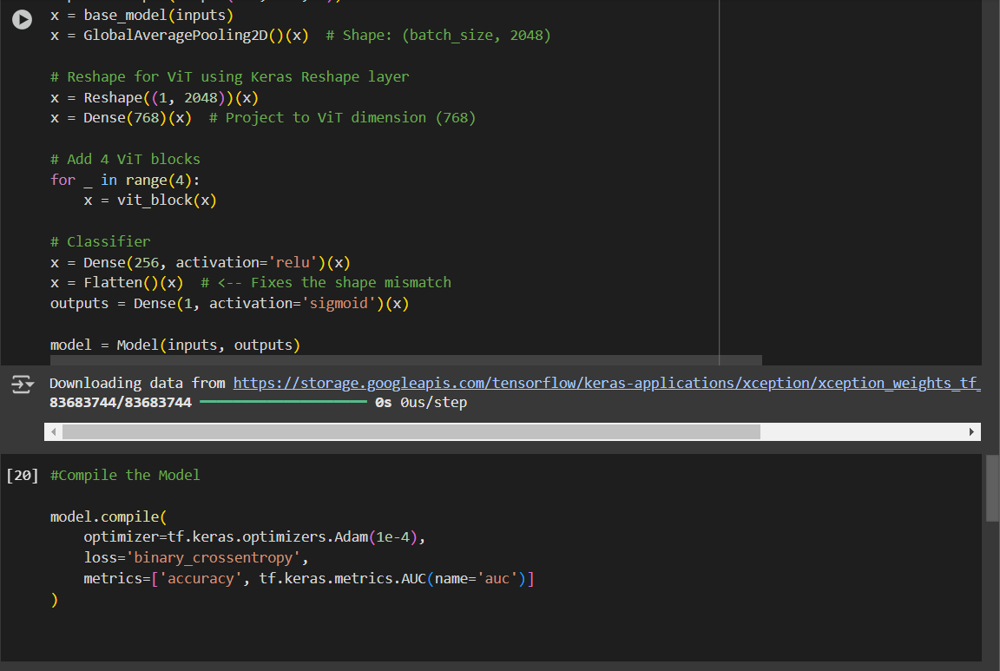 x = base_model(inputs)
x = GlobalAveragePooling2D()(x)  # Shape: (batch_size, 2048)
# Reshape for ViT using Keras Reshape layer
x = Reshape((1, 2048))(x)
x = Dense(768)(x)  # Project to ViT dimension (768)
# Add 4 ViT blocks
for _ in range(4):
    x = vit_block(x)
# Classifier
x = Dense(256, activation='relu')(x)
x = Flatten()(x)  # <-- Fixes the shape mismatch
outputs = Dense(1, activation='sigmoid')(x)
model = Model(inputs, outputs)
Downloading data from https://storage.googleapis.com/tensorflow/keras-applications/xception/xception_weights_tf_
83683744/83683744 0s 0us/step
[20] #Compile the Model
model.compile(
    optimizer=tf.keras.optimizers.Adam(1e-4),
    loss='binary_crossentropy',
    metrics=['accuracy', tf.keras.metrics.AUC(name='auc')]
)